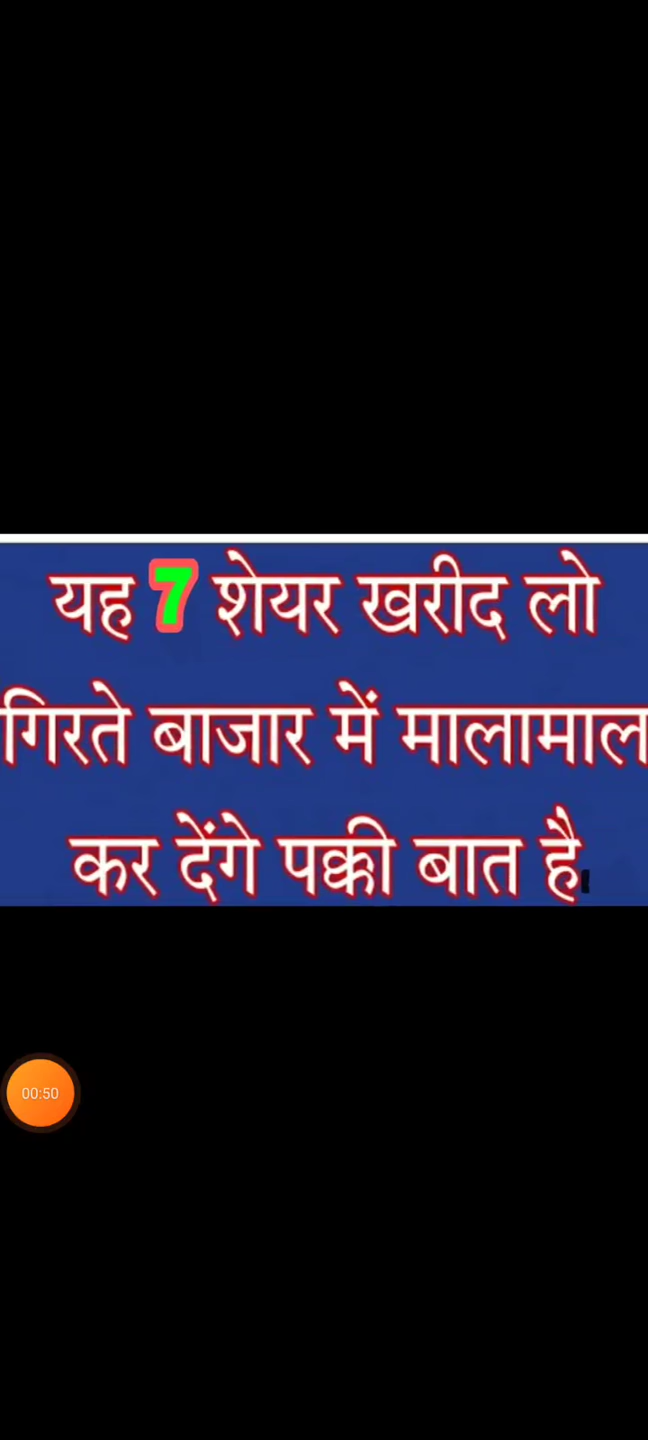 यह 7 शेयर खरीद लो
गिरते बाजार में मालामाल
कर देंगे पक्की बात है
00:50